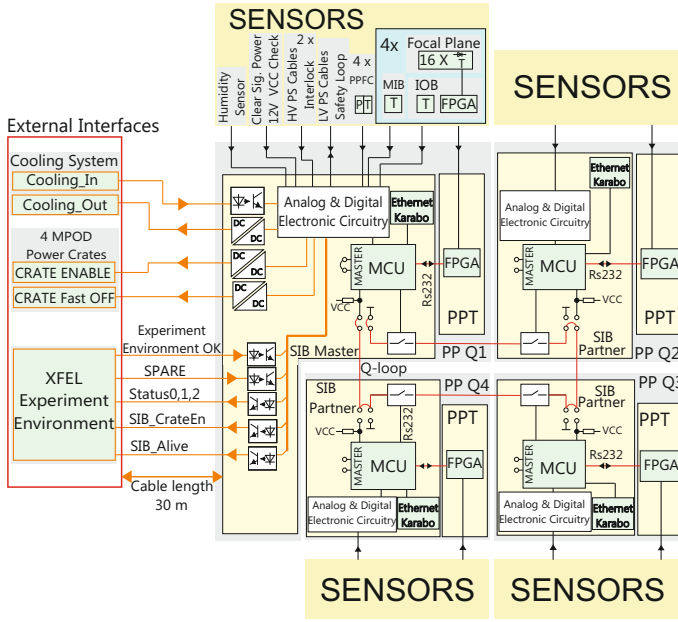 SENSORS
Humidity
Sensor
Clear Sig. Power
12V VCC Check
HV PS Cables
2 x
Interlock
LV PS Cables
Safety Loop
4 x
PPFC
P T
4x
Focal Plane
16 X T
MIB
T
IOB
T
FPGA
SENSORS
External Interfaces
Cooling System
Cooling_In
Cooling_Out
4 MPOD
Power Crates
CRATE ENABLE
CRATE Fast OFF
Experiment
Environment OK
SPARE
Status0,1,2
SIB_CrateEn
SIB_Alive
XFEL
Experiment
Environment
Cable length
30 m
DC
DC
DC
DC
DC
DC
Analog & Digital
Electronic Circuitry
Ethernet
Karabo
MASTER
MCU
Rs232
FPGA
PPT
VCC
SIB Master
PP Q1
Q-loop
Ethernet
Karabo
Analog & Digital
Electronic Circuitry
MASTER
MCU
Rs232
FPGA
PPT
VCC
SIB
Partner
PP Q2
SIB
Partner
PP Q4
VCC
Rs232
MASTER
MCU
FPGA
PPT
Analog & Digital
Electronic Circuitry
Ethernet
Karabo
SIB
Partner
PP Q3
VCC
MASTER
MCU
Rs232
FPGA
PPT
Analog & Digital
Electronic Circuitry
Ethernet
Karabo
SENSORS
SENSORS